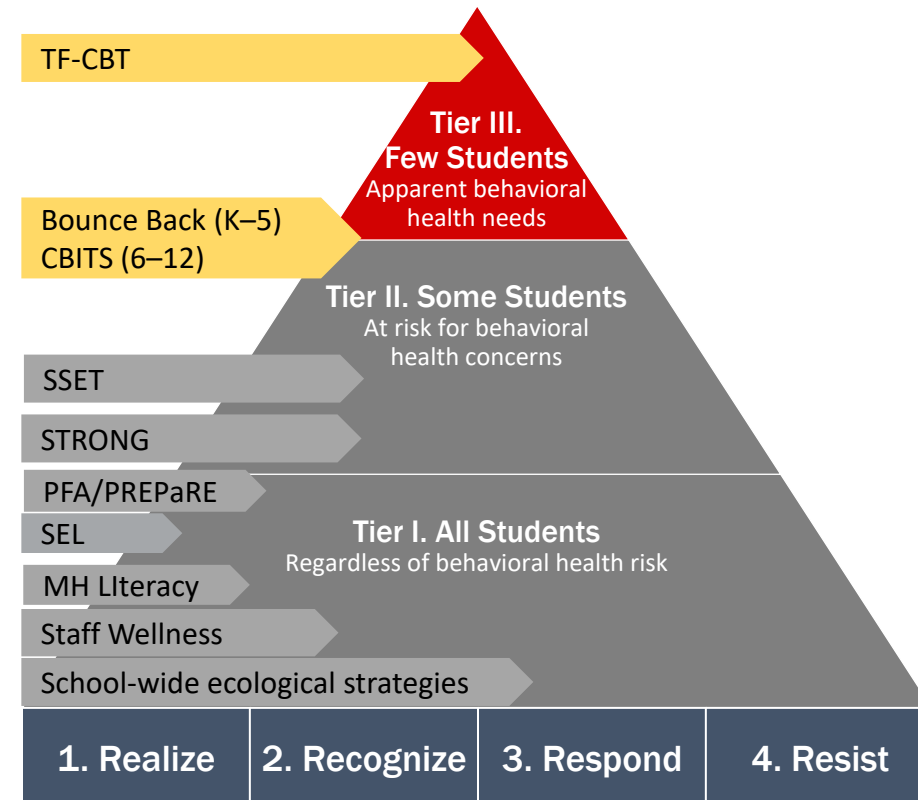 TF-CBT
Tier III.
Few Students
Apparent behavioral
health needs
Bounce Back (K–5)
CBITS (6–12)
Tier II. Some Students
At risk for behavioral
health concerns
SSET
STRONG
PFA/PREPaRE
SEL
Tier I. All Students
Regardless of behavioral health risk
MH LIteracy
Staff Wellness
School-wide ecological strategies
1. Realize
2. Recognize
3. Respond
4. Resist